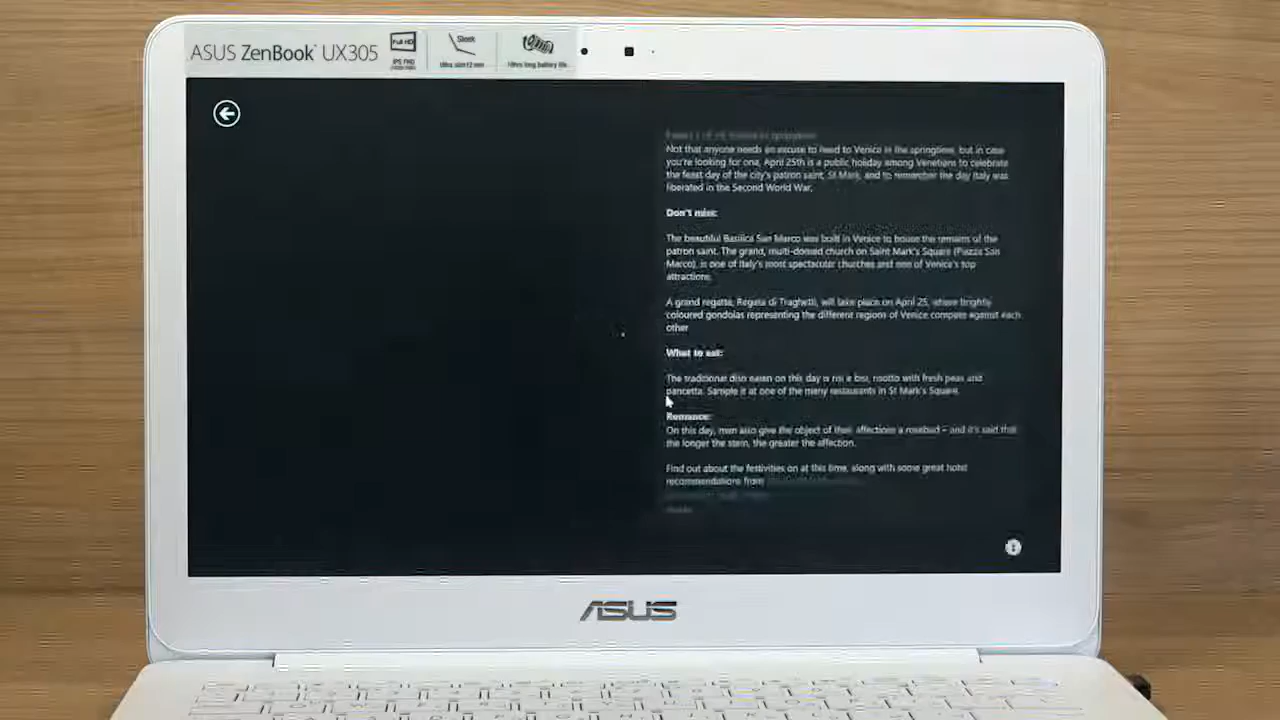 ASUS ZenBook UX305
Full HD
IPS FHD
Sleek
Ultra slim 12 mm
10hrs long battery life
Not that anyone needs an excuse to head to Venice in the springtime, but in case
you're looking for one, April 25th is a public holiday among Venetians to celebrate
the feast day of the city's patron saint, St Mark, and to remember the day Italy was
liberated in the Second World War.
Don't miss:
The beautiful Basilica San Marco was built in Venice to house the remains of the
patron saint. The grand, multi-domed church on Saint Mark's Square (Piazza San
Marco), is one of Italy's most spectacular churches and one of Venice's top
attractions.
A grand regatta, Regata di Traghetti, will take place on April 25, where brightly
coloured gondolas representing the different regions of Venice compete against each
other
What to eat:
The traditional dish eaten on this day is risi e bisi, risotto with fresh peas and
pancetta. Sample it at one of the many restaurants in St Mark's Square.
Romance:
On this day, men also give the object of their affections a rosebud – and it's said that
the longer the stem, the greater the affection.
Find out about the festivities on at this time, along with some great hotel
recommendations from
ASUS